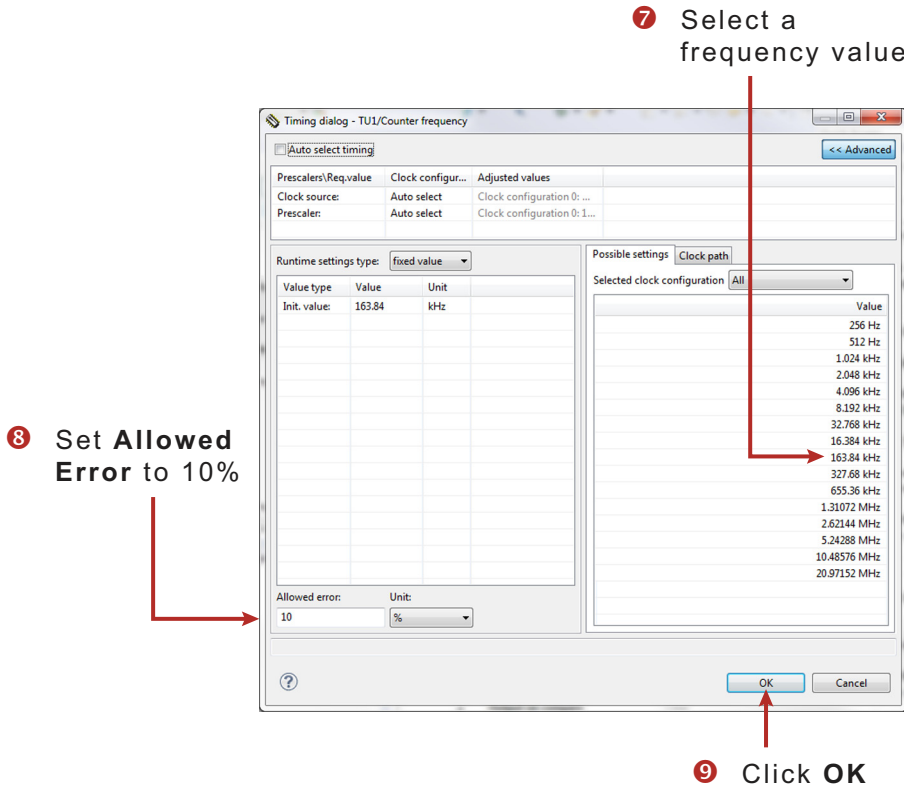 ❼ Select a
frequency value
Timing dialog - TU1/Counter frequency
Auto select timing
<< Advanced
Prescalers\Req.value Clock configur... Adjusted values
Clock source: Auto select Clock configuration 0: ...
Prescaler: Auto select Clock configuration 0: 1...
Runtime settings type: fixed value
Value type Value Unit
Init. value: 163.84 kHz
Possible settings Clock path
Selected clock configuration All
Value
256 Hz
512 Hz
1.024 kHz
2.048 kHz
4.096 kHz
8.192 kHz
32.768 kHz
16.384 kHz
163.84 kHz
327.68 kHz
655.36 kHz
1.31072 MHz
2.62144 MHz
5.24288 MHz
10.48576 MHz
20.97152 MHz
❽ Set Allowed
Error to 10%
Allowed error: Unit:
10 %
? OK Cancel
❾ Click OK